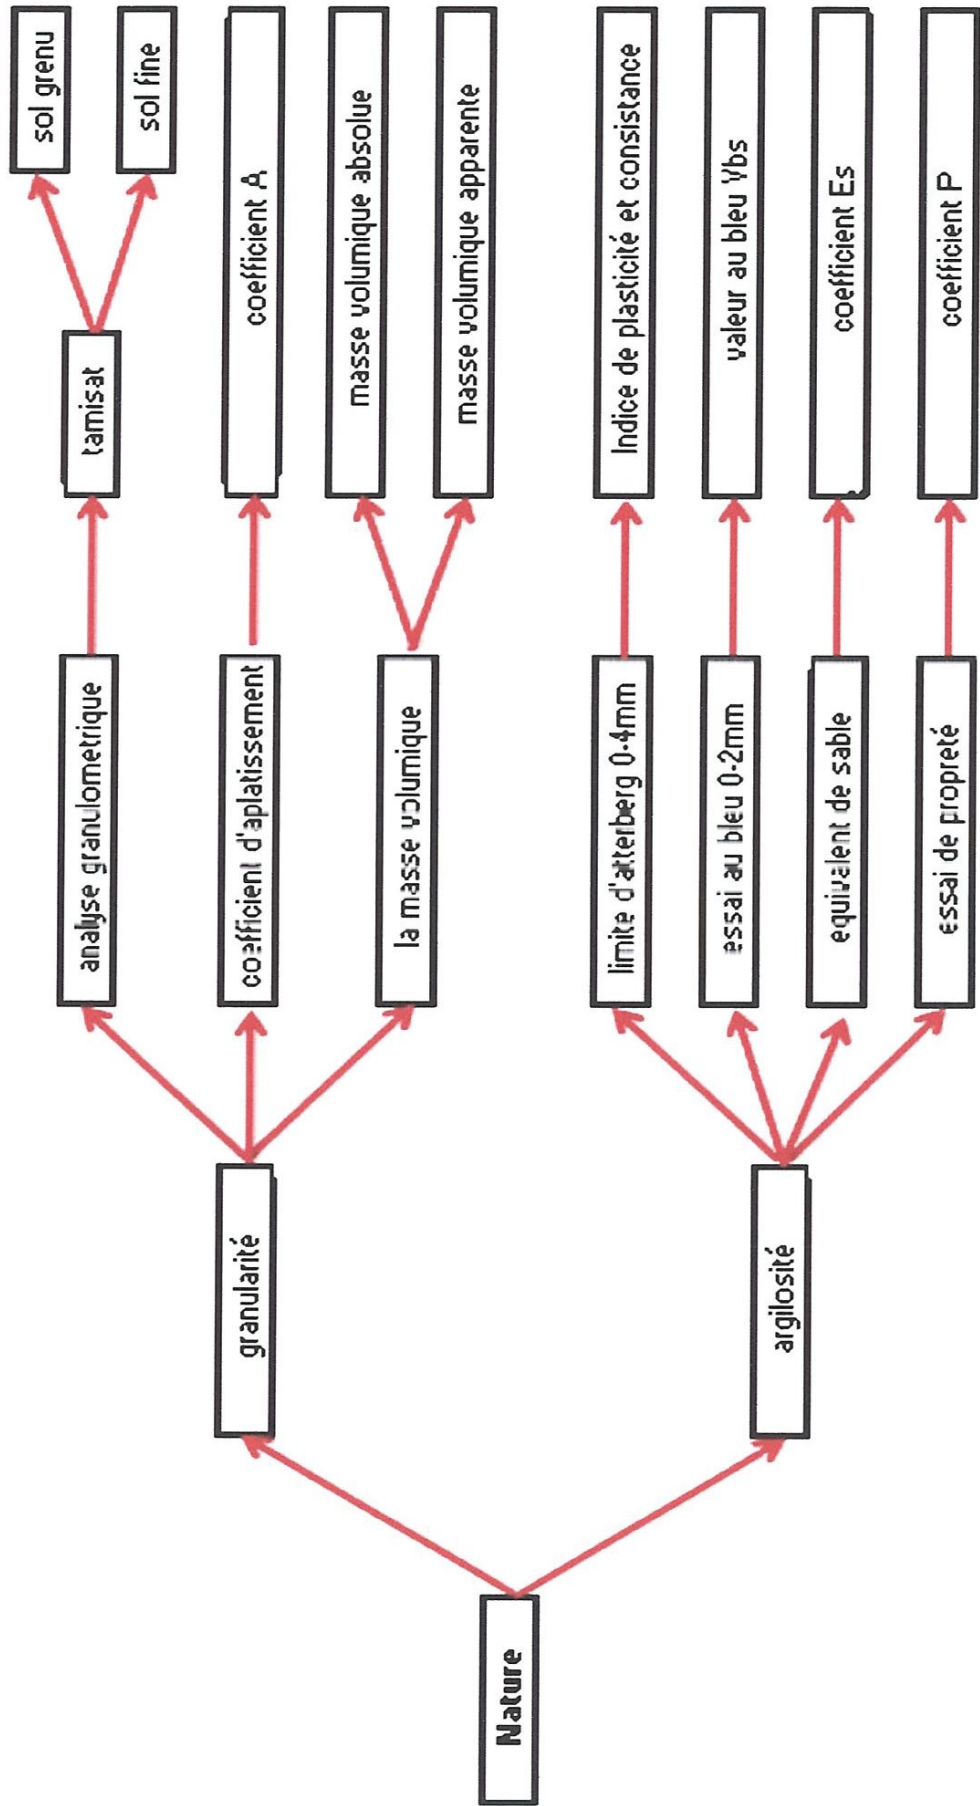 Nature
granularité
argilosité
analyse granulometrique
coefficient d'aplatissement
la masse volumique
limite d'atterberg 0-4mm
essai au bleu 0-2mm
equivalent de sable
essai de propreté
tamisat
coefficient A
masse volumique absolue
masse volumique apparente
Indice de plasticité et consistance
valeur au bleu Vbs
coefficient Es
coefficient P
sol grenu
sol fine